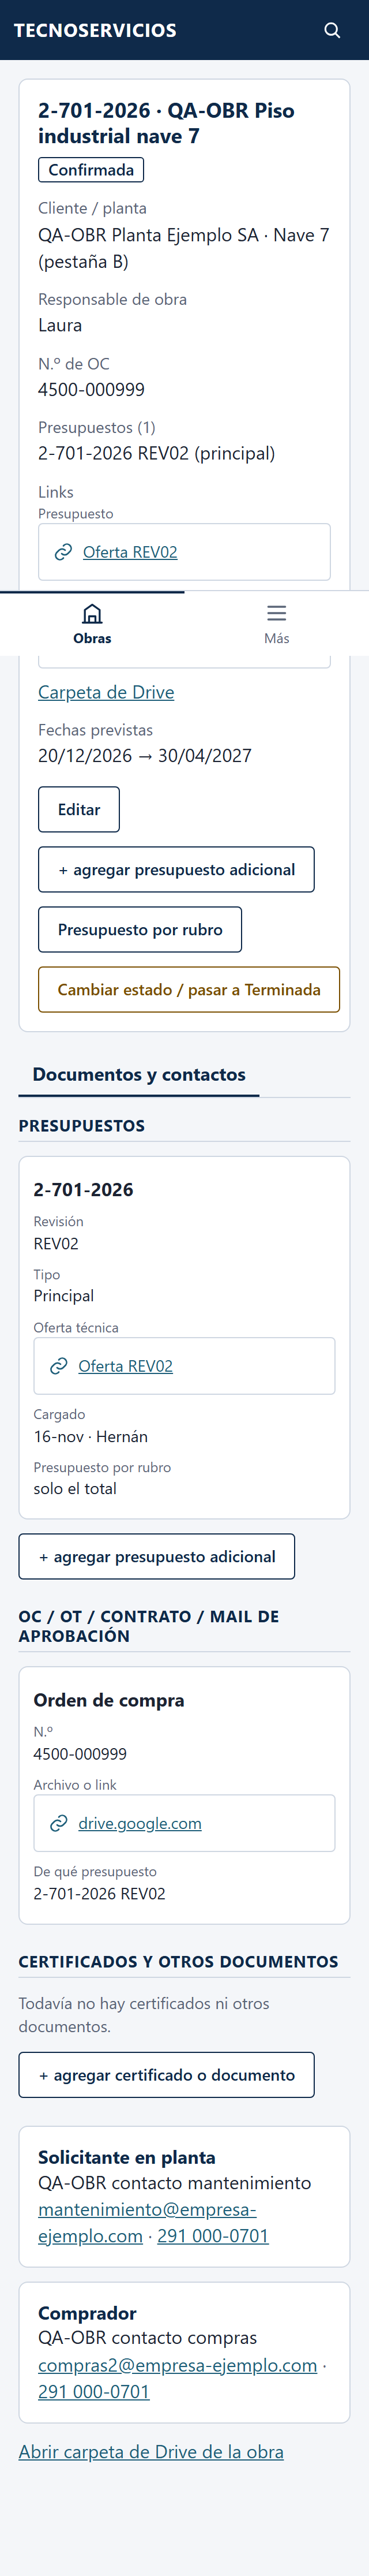 TECNOSERVICIOS
2-701-2026 · QA-OBR Piso
industrial nave 7
Confirmada
Cliente / planta
QA-OBR Planta Ejemplo SA · Nave 7
(pestaña B)
Responsable de obra
Laura
N.º de OC
4500-000999
Presupuestos (1)
2-701-2026 REV02 (principal)
Links
Presupuesto
Oferta REV02
Obras
Más
Carpeta de Drive
Fechas previstas
20/12/2026 → 30/04/2027
Editar
+ agregar presupuesto adicional
Presupuesto por rubro
Cambiar estado / pasar a Terminada
Documentos y contactos
PRESUPUESTOS
2-701-2026
Revisión
REV02
Tipo
Principal
Oferta técnica
Oferta REV02
Cargado
16-nov · Hernán
Presupuesto por rubro
solo el total
+ agregar presupuesto adicional
OC / OT / CONTRATO / MAIL DE
APROBACIÓN
Orden de compra
N.º
4500-000999
Archivo o link
drive.google.com
De qué presupuesto
2-701-2026 REV02
CERTIFICADOS Y OTROS DOCUMENTOS
Todavía no hay certificados ni otros
documentos.
+ agregar certificado o documento
Solicitante en planta
QA-OBR contacto mantenimiento
mantenimiento@empresa-
ejemplo.com · 291 000-0701
Comprador
QA-OBR contacto compras
compras2@empresa-ejemplo.com ·
291 000-0701
Abrir carpeta de Drive de la obra